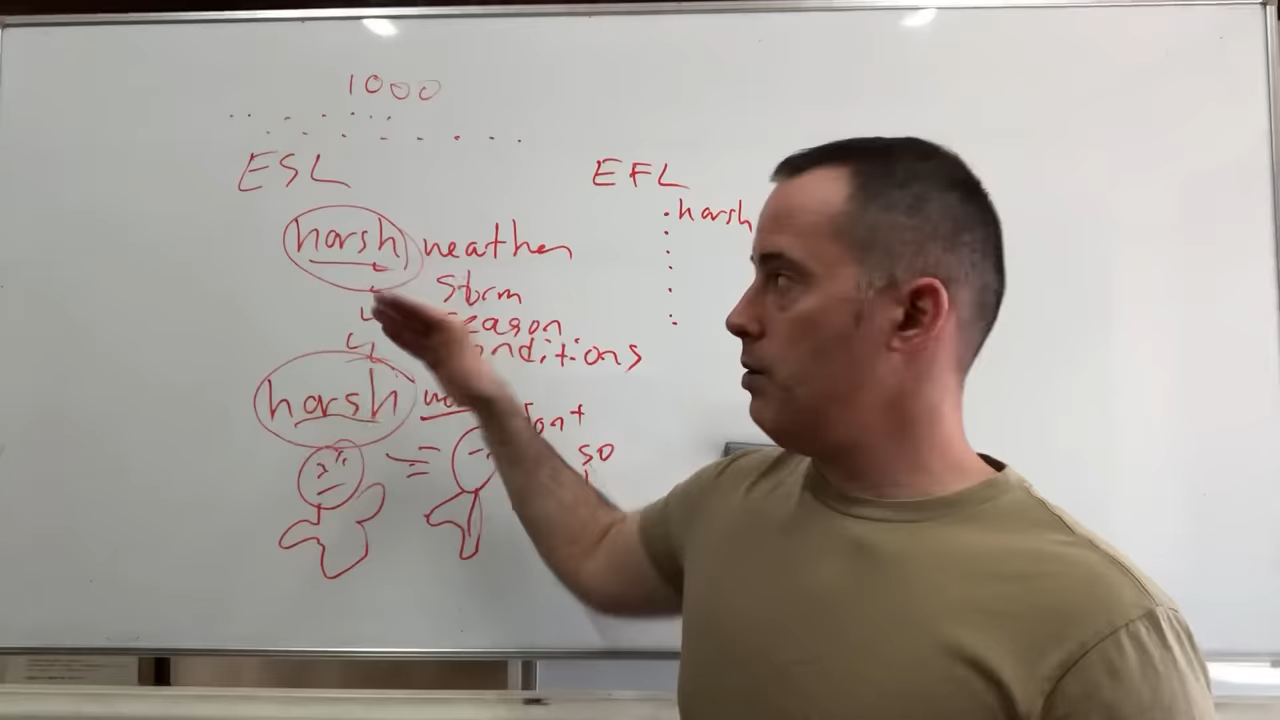 1000
ESL
EFL
harsh weather
harsh
storm
season
conditions
harsh
so